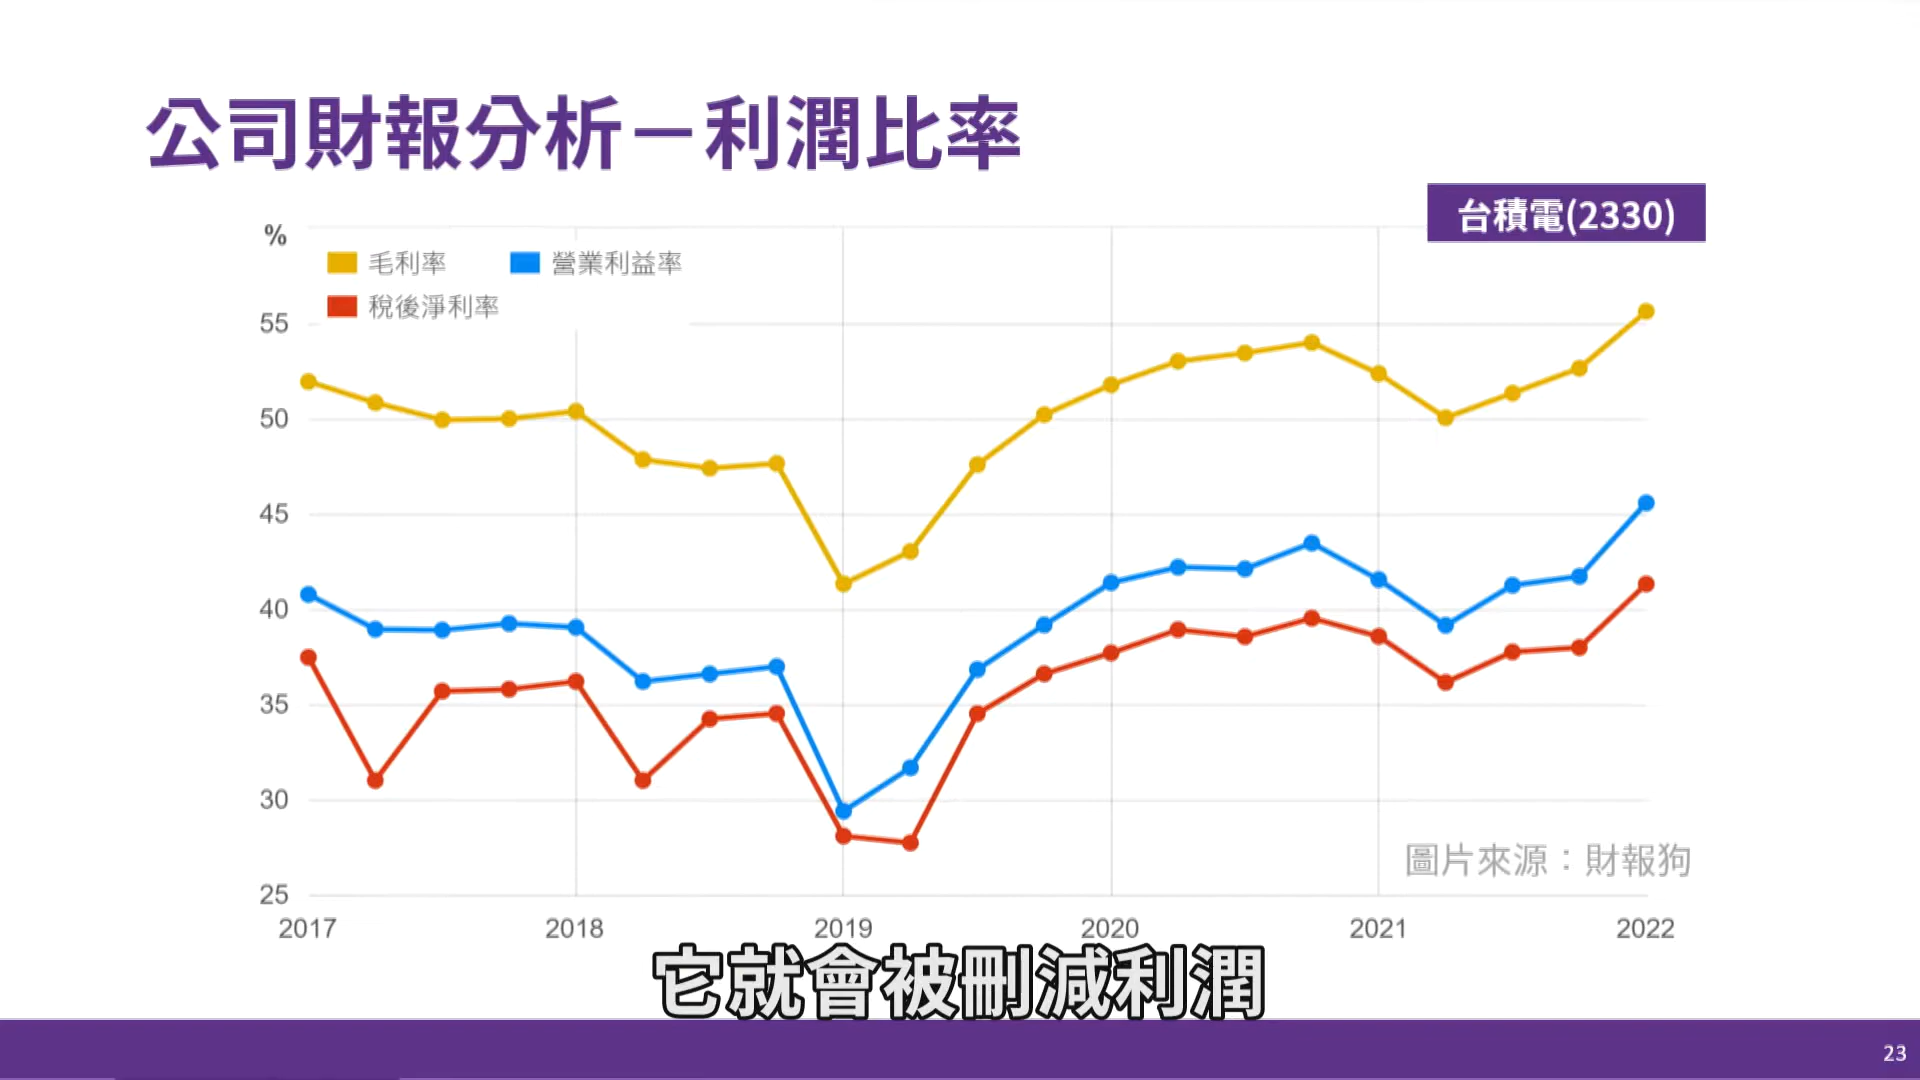 公司財報分析－利潤比率
台積電(2330)
%
毛利率
營業利益率
稅後淨利率
55
50
45
40
35
30
25
圖片來源：財報狗
2017
2018
2019
2020
2021
2022
它就會被刪減利潤
23